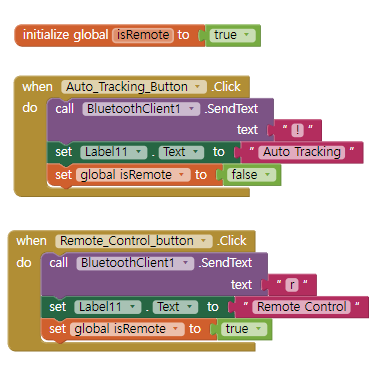 initialize global isRemote to true
when Auto_Tracking_Button .Click
do call BluetoothClient1 .SendText
text " ! "
set Label11 . Text to " Auto Tracking "
set global isRemote to false
when Remote_Control_button .Click
do call BluetoothClient1 .SendText
text " r "
set Label11 . Text to " Remote Control "
set global isRemote to true